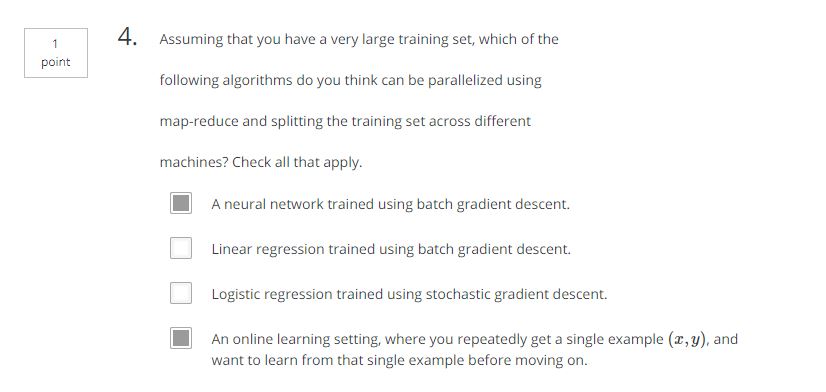 1
point
4.
Assuming that you have a very large training set, which of the
following algorithms do you think can be parallelized using
map-reduce and splitting the training set across different
machines? Check all that apply.
A neural network trained using batch gradient descent.
Linear regression trained using batch gradient descent.
Logistic regression trained using stochastic gradient descent.
An online learning setting, where you repeatedly get a single example (x, y), and
want to learn from that single example before moving on.